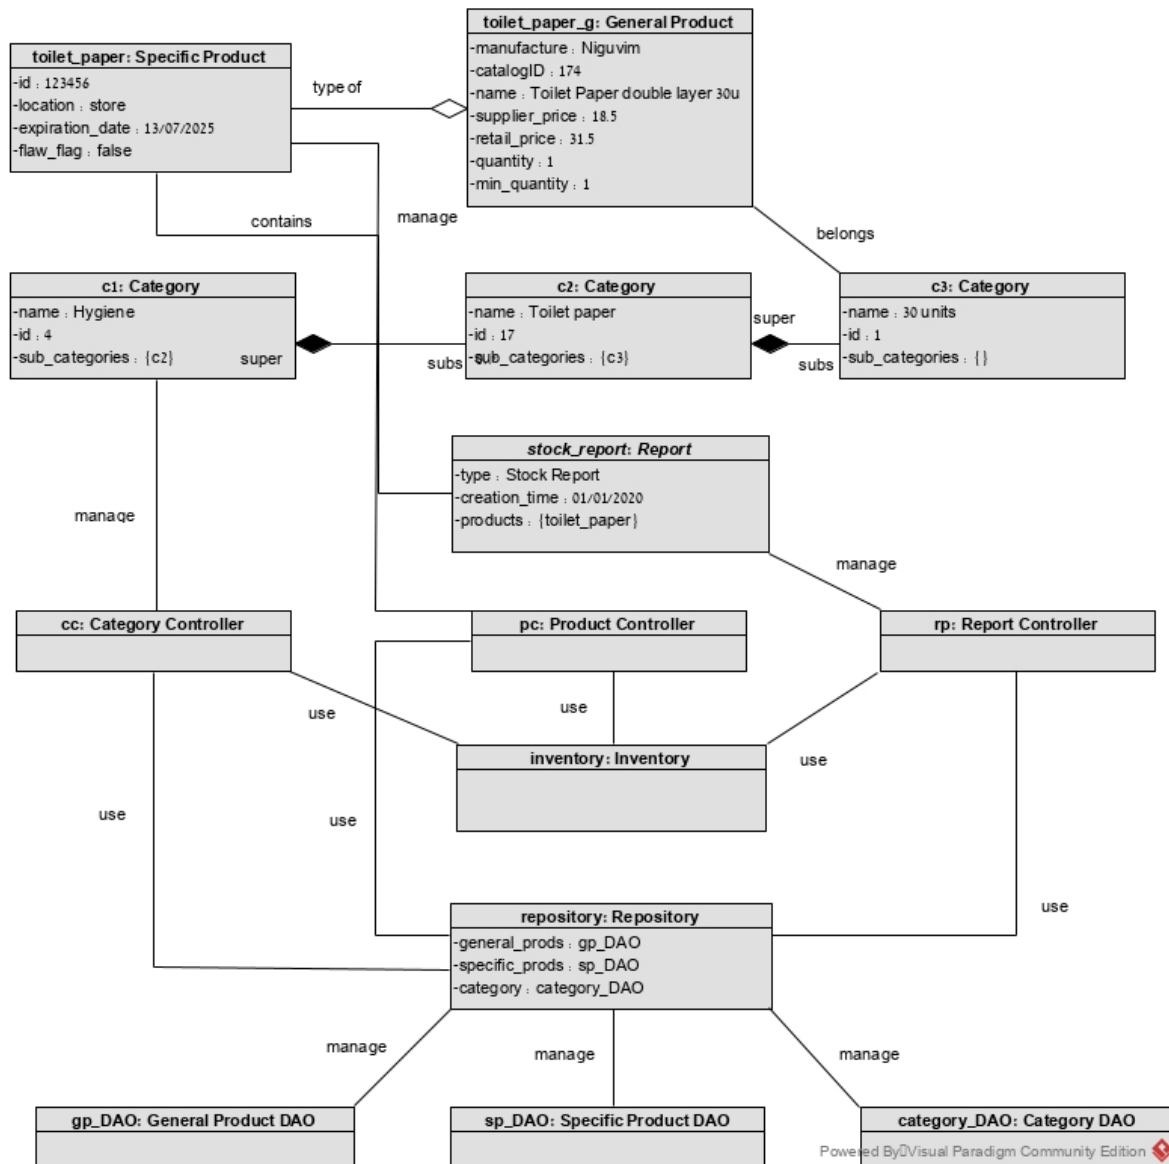 toilet_paper_g: General Product
-manufacture : Niguvim
-catalogID : 174
-name : Toilet Paper double layer 30u
-supplier_price : 18.5
-retail_price : 31.5
-quantity : 1
-min_quantity : 1
toilet_paper: Specific Product
-id : 123456
-location : store
-expiration_date : 13/07/2025
-flaw_flag : false
type of
contains
manage
belongs
c1: Category
-name : Hygiene
-id : 4
-sub_categories : {c2}
super
subs
c2: Category
-name : Toilet paper
-id : 17
-sub_categories : {c3}
super
subs
c3: Category
-name : 30 units
-id : 1
-sub_categories : {}
stock_report: Report
-type : Stock Report
-creation_time : 01/01/2020
-products : {toilet_paper}
manage
manage
cc: Category Controller
pc: Product Controller
rp: Report Controller
use
use
use
inventory: Inventory
use
use
use
repository: Repository
-general_prods : gp_DAO
-specific_prods : sp_DAO
-category : category_DAO
manage
manage
manage
gp_DAO: General Product DAO
sp_DAO: Specific Product DAO
category_DAO: Category DAO
Powered By Visual Paradigm Community Edition